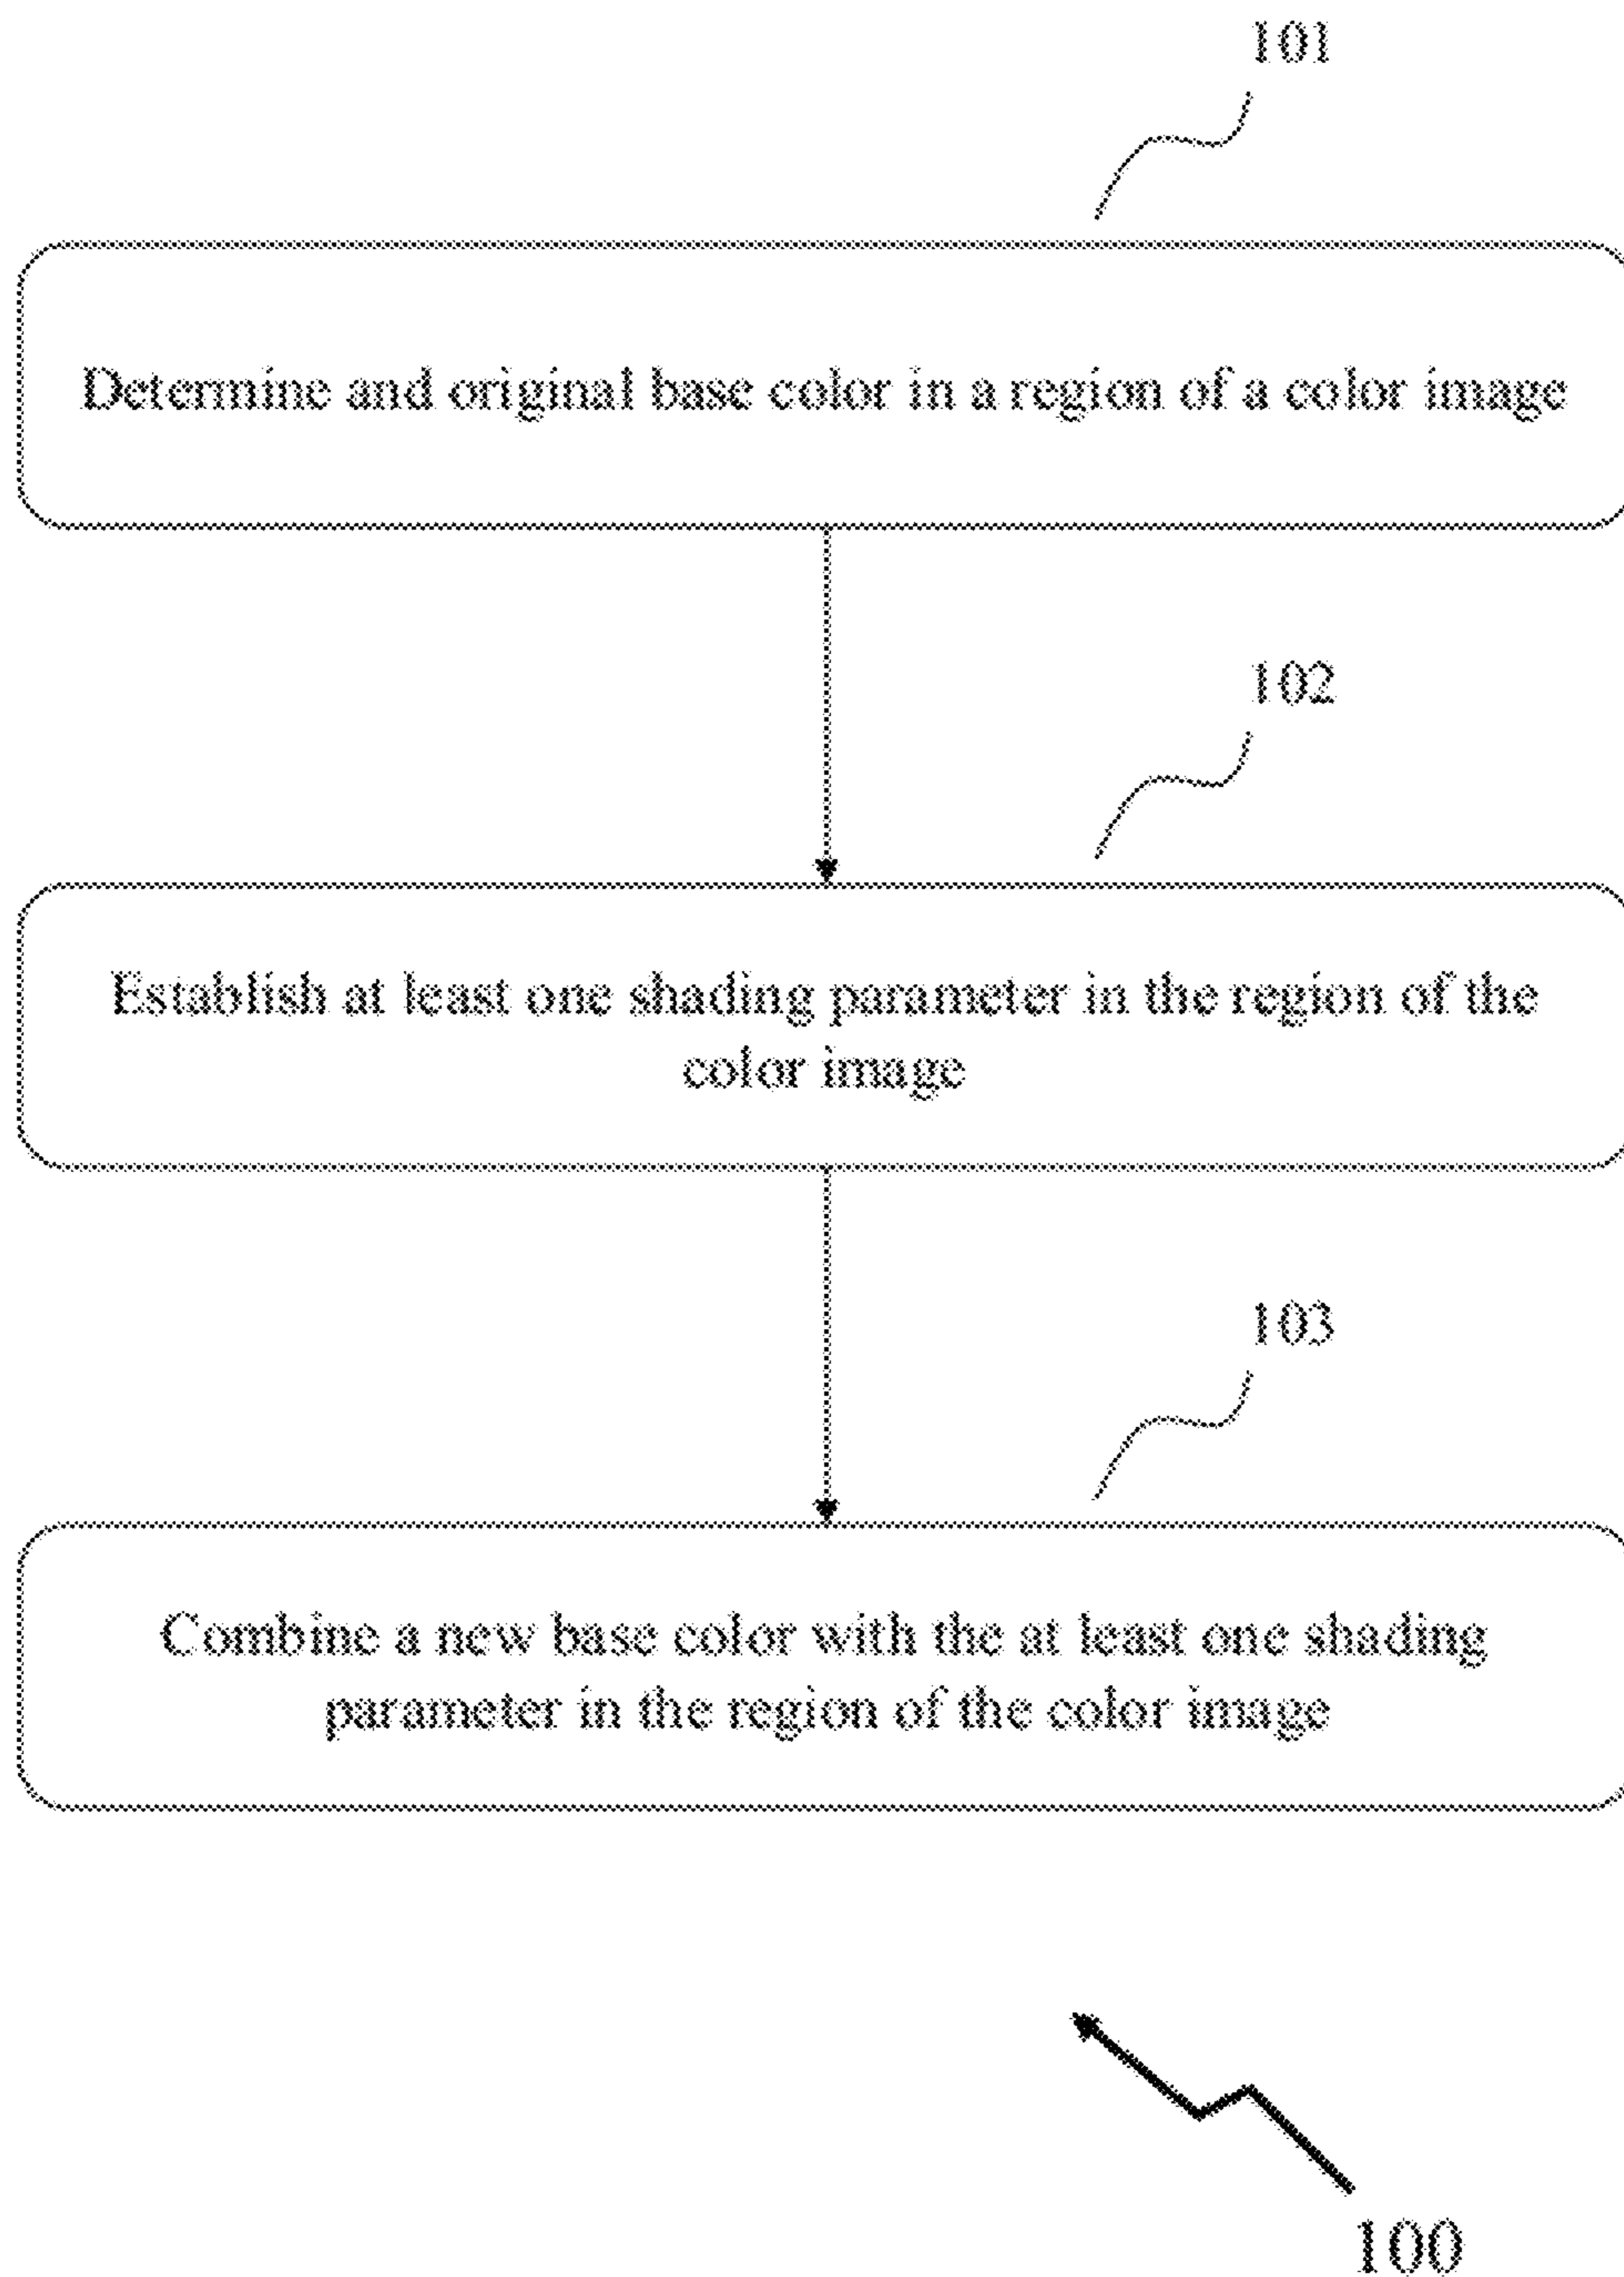 101
Determine and original base color in a region of a color image
102
Establish at least one shading parameter in the region of the
color image
103
Combine a new base color with the at least one shading
parameter in the region of the color image
100